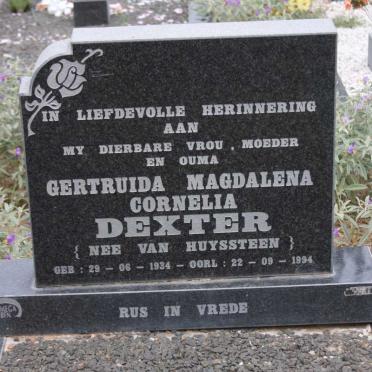 IN LIEFDEVOLLE HERINNERING
AAN
MY DIERBARE VROU, MOEDER
EN OUMA
GERTRUIDA MAGDALENA
CORNELIA
DEXTER
{ NEE VAN HUYSSTEEN }
GEB : 29 - 06 - 1934 - OORL : 22 - 09 - 1994
RUS IN VREDE